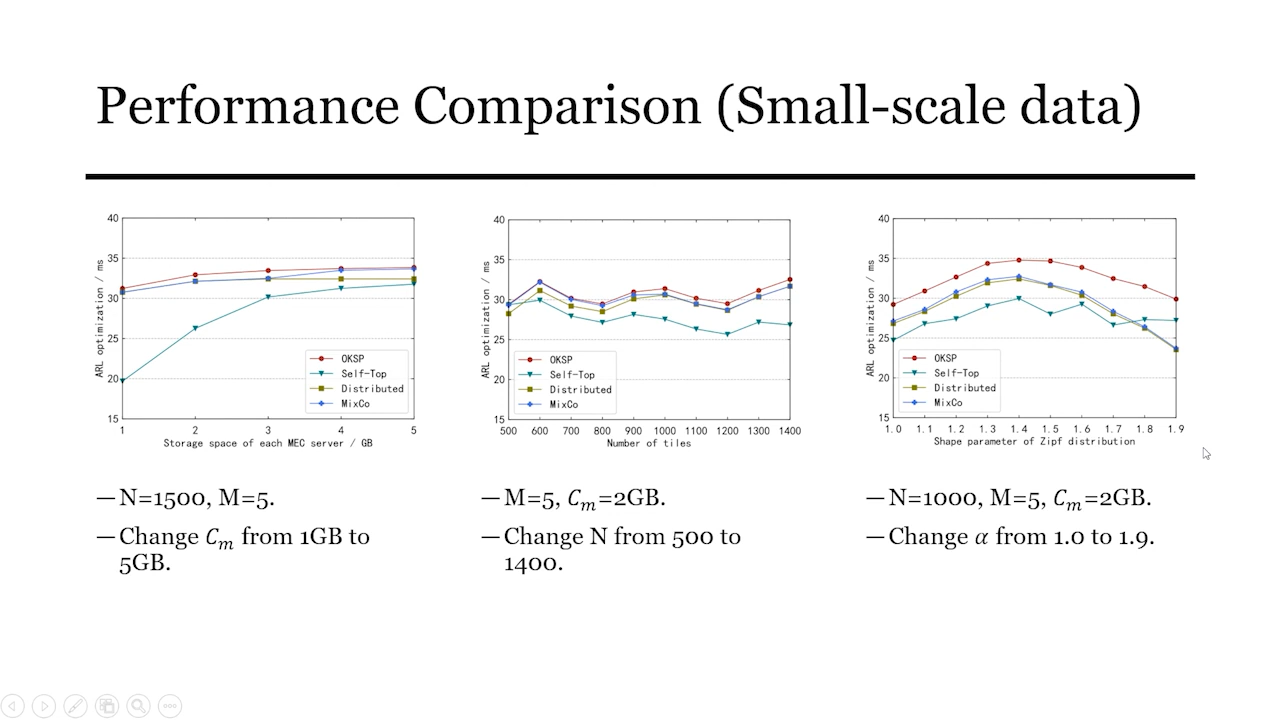 Performance Comparison (Small-scale data)
40
35
30
25
20
15
ARL optimization / ms
OKSP
Self-Top
Distributed
MixCo
1 2 3 4 5
Storage space of each MEC server / GB
40
35
30
25
20
15
ARL optimization / ms
OKSP
Self-Top
Distributed
MixCo
500 600 700 800 900 1000 1100 1200 1300 1400
Number of tiles
40
35
30
25
20
15
ARL optimization / ms
OKSP
Self-Top
Distributed
MixCo
1.0 1.1 1.2 1.3 1.4 1.5 1.6 1.7 1.8 1.9
Shape parameter of Zipf distribution
—N=1500, M=5.
—Change Cₘ from 1GB to
5GB.
—M=5, Cₘ=2GB.
—Change N from 500 to
1400.
—N=1000, M=5, Cₘ=2GB.
—Change α from 1.0 to 1.9.